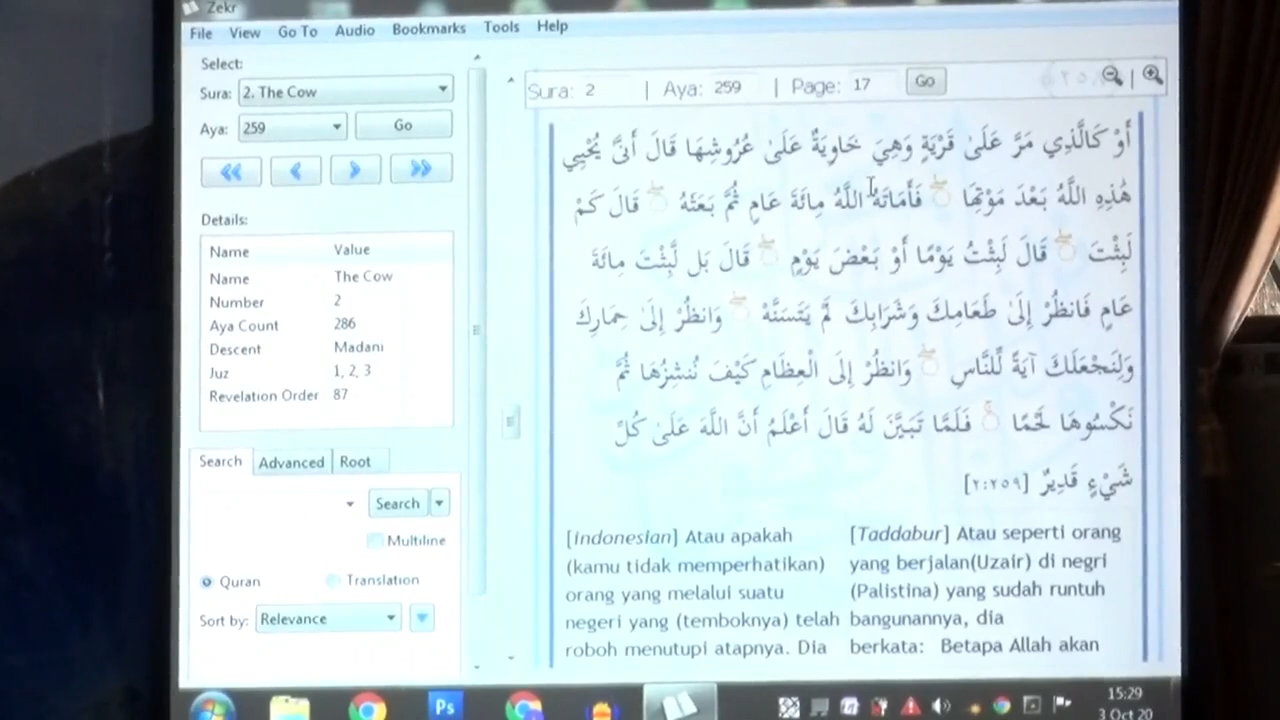 Zekr
File View Go To Audio Bookmarks Tools Help
Select:
Sura: 2. The Cow
Aya: 259 Go
Details:
Name Value
Name The Cow
Number 2
Aya Count 286
Descent Madani
Juz 1, 2, 3
Revelation Order 87
Search Advanced Root
Search
Multiline
Quran Translation
Sort by: Relevance
Sura: 2 | Aya: 259 | Page: 17 Go |
أَوْ كَالَّذِي مَرَّ عَلَىٰ قَرْيَةٍ وَهِيَ خَاوِيَةٌ عَلَىٰ عُرُوشِهَا قَالَ أَنَّىٰ يُحْيِي
هَٰذِهِ اللَّهُ بَعْدَ مَوْتِهَا ۖ فَأَمَاتَهُ اللَّهُ مِائَةَ عَامٍ ثُمَّ بَعَثَهُ ۖ قَالَ كَمْ
لَبِثْتَ ۖ قَالَ لَبِثْتُ يَوْمًا أَوْ بَعْضَ يَوْمٍ ۖ قَالَ بَل لَّبِثْتَ مِائَةَ
عَامٍ فَانظُرْ إِلَىٰ طَعَامِكَ وَشَرَابِكَ لَمْ يَتَسَنَّهْ ۖ وَانظُرْ إِلَىٰ حِمَارِكَ
وَلِنَجْعَلَكَ آيَةً لِّلنَّاسِ ۖ وَانظُرْ إِلَى الْعِظَامِ كَيْفَ نُنشِزُهَا ثُمَّ
نَكْسُوهَا لَحْمًا ۚ فَلَمَّا تَبَيَّنَ لَهُ قَالَ أَعْلَمُ أَنَّ اللَّهَ عَلَىٰ كُلِّ
شَيْءٍ قَدِيرٌ [٢:٢٥٩]
[Indonesian] Atau apakah
(kamu tidak memperhatikan)
orang yang melalui suatu
negeri yang (temboknya) telah
roboh menutupi atapnya. Dia
[Taddabur] Atau seperti orang
yang berjalan(Uzair) di negri
(Palistina) yang sudah runtuh
bangunannya, dia
berkata: Betapa Allah akan
Ps
15:29
3 Oct 20